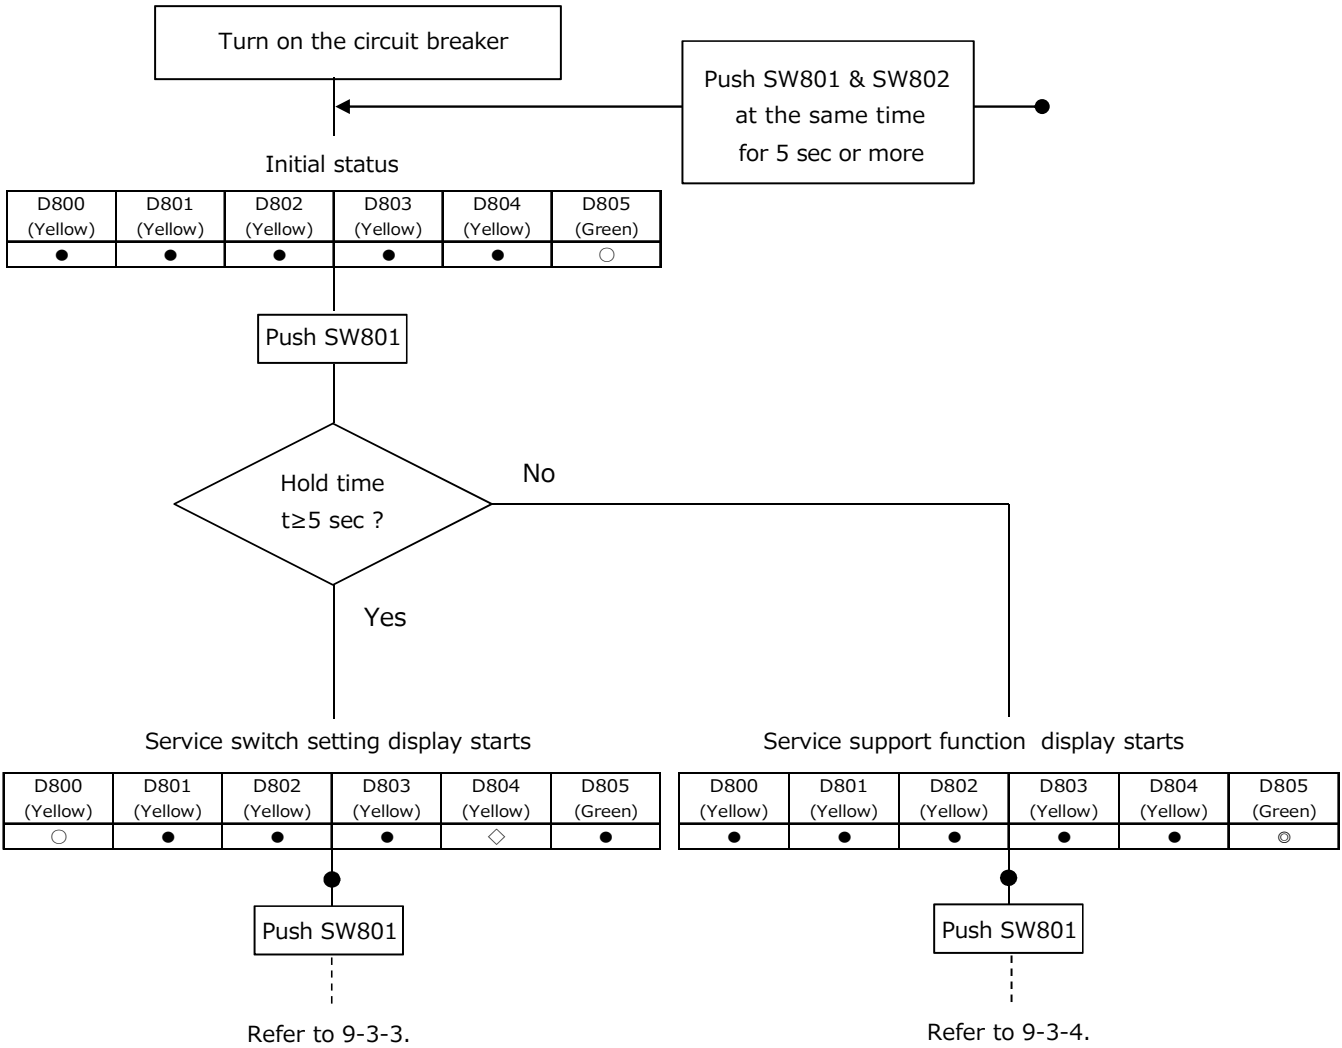 Turn on the circuit breaker
Push SW801 & SW802
at the same time
for 5 sec or more
Initial status
D800 D801 D802 D803 D804 D805
(Yellow) (Yellow) (Yellow) (Yellow) (Yellow) (Green)
● ● ● ● ● ○
Push SW801
Hold time
t≥5 sec ?
No
Yes
Service switch setting display starts
D800 D801 D802 D803 D804 D805
(Yellow) (Yellow) (Yellow) (Yellow) (Yellow) (Green)
○ ● ● ● ◇ ●
Push SW801
Refer to 9-3-3.
Service support function display starts
D800 D801 D802 D803 D804 D805
(Yellow) (Yellow) (Yellow) (Yellow) (Yellow) (Green)
● ● ● ● ● ◎
Push SW801
Refer to 9-3-4.